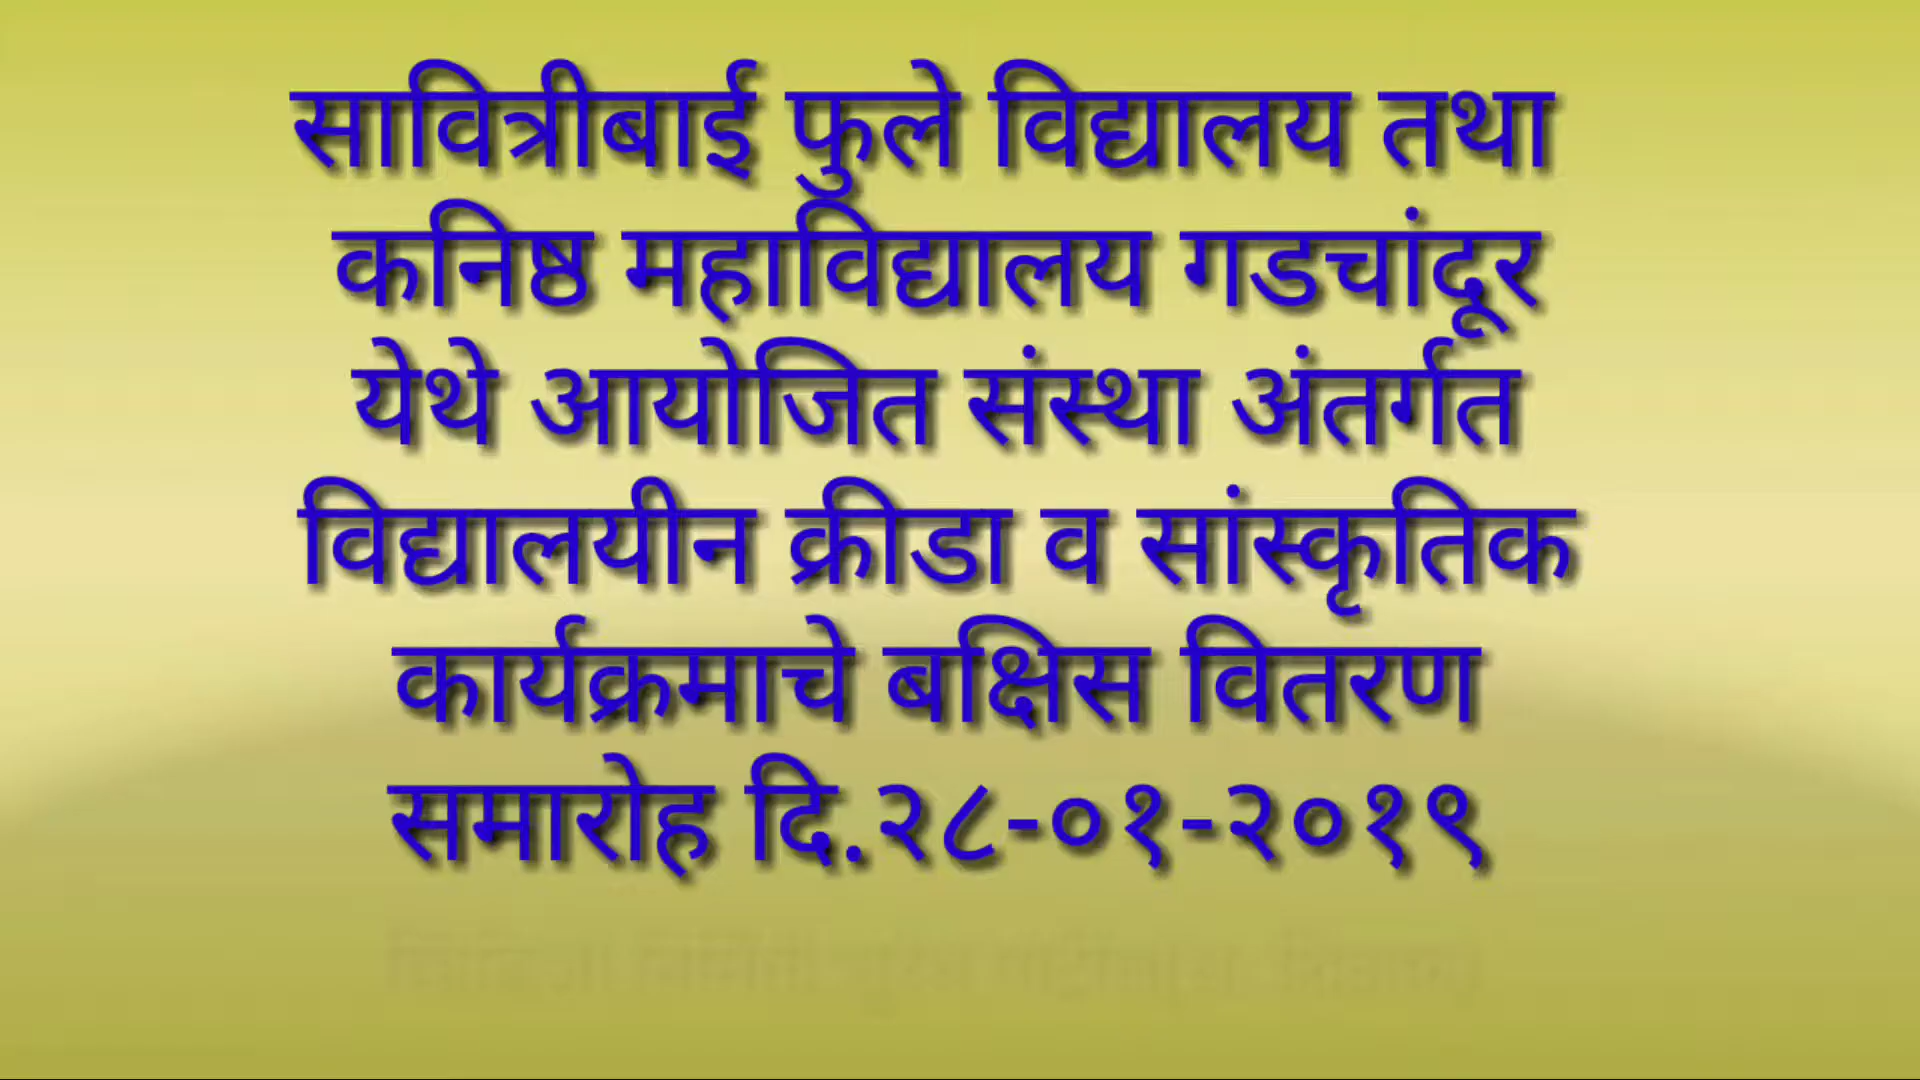 सावित्रीबाई फुले विद्यालय तथा
कनिष्ठ महाविद्यालय गडचांदूर
येथे आयोजित संस्था अंतर्गत
विद्यालयीन क्रीडा व सांस्कृतिक
कार्यक्रमाचे बक्षिस वितरण
समारोह दि.२८-०१-२०१९